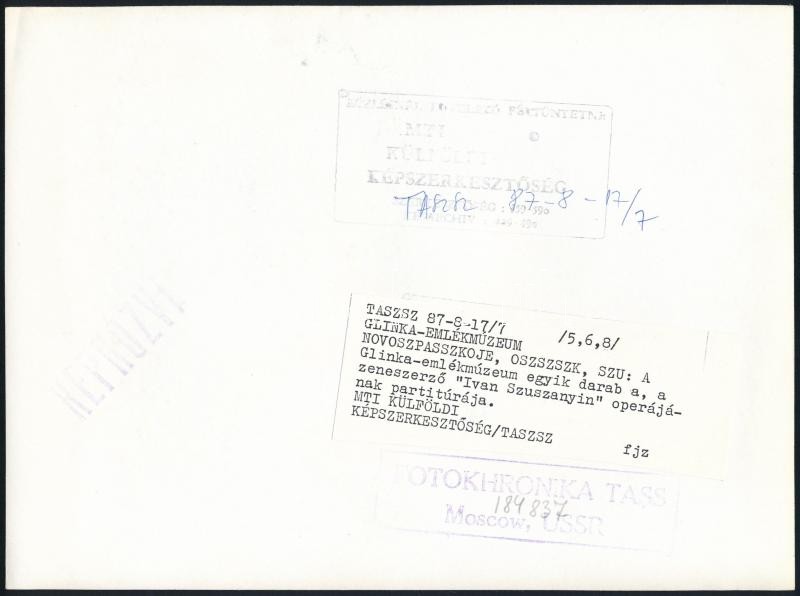 FELTÜNTETNI
MTI
KÜLFÖLDI
KÉPSZERKESZTŐSÉG
TASZSZ 87-8-17/7
TASZSZ 87-8-17/7 /5,6,8/
GLINKA-EMLÉKMÚZEUM
NOVOSZPASSZKOJE, OSZSZSZK, SZU: A
Glinka-emlékmúzeum egyik darab a, a
zeneszerző "Ivan Szuszanyin" operájá-
nak partitúrája.
MTI KÜLFÖLDI
KÉPSZERKESZTŐSÉG/TASZSZ
fjz
FOTOKHRONIKA TASS
184837
Moscow, USSR